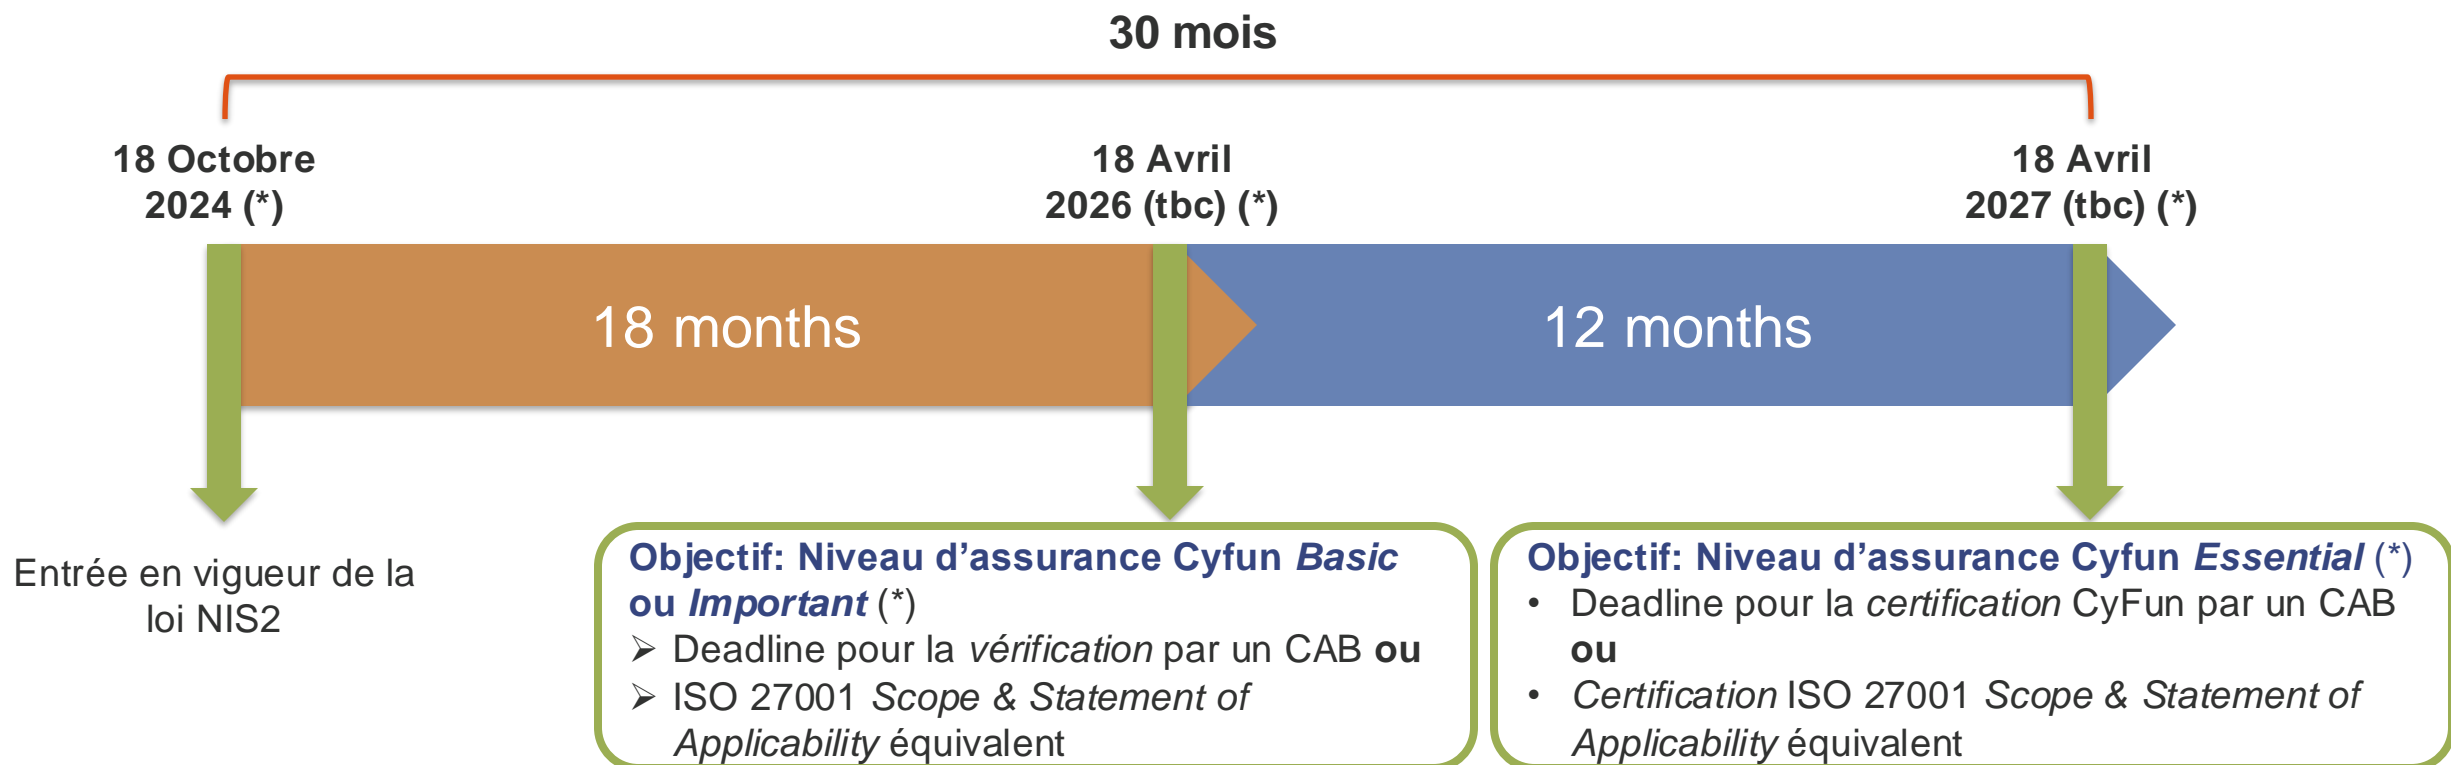 30 mois
18 Octobre
2024 (*)
18 Avril
2026 (tbc) (*)
18 Avril
2027 (tbc) (*)
18 months
12 months
Entrée en vigueur de la
loi NIS2
Objectif: Niveau d’assurance Cyfun Basic
ou Important (*)
➢ Deadline pour la vérification par un CAB ou
➢ ISO 27001 Scope & Statement of
Applicability équivalent
Objectif: Niveau d’assurance Cyfun Essential (*)
• Deadline pour la certification CyFun par un CAB
ou
• Certification ISO 27001 Scope & Statement of
Applicability équivalent